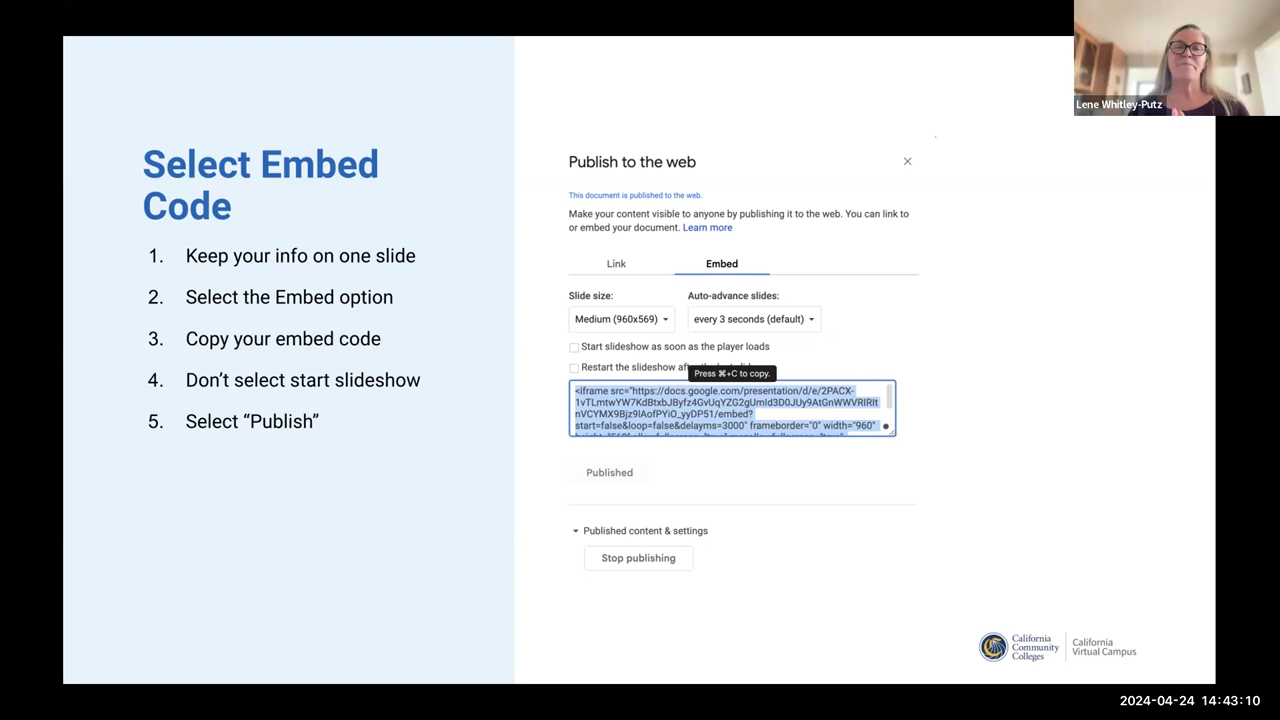 Lene Whitley-Putz
Select Embed
Code
1. Keep your info on one slide
2. Select the Embed option
3. Copy your embed code
4. Don’t select start slideshow
5. Select “Publish”
Publish to the web
This document is published to the web.
Make your content visible to anyone by publishing it to the web. You can link to
or embed your document. Learn more
Link Embed
Slide size: Auto-advance slides:
Medium (960x569) every 3 seconds (default)
Start slideshow as soon as the player loads
Restart the slideshow
Press ⌘+C to copy.
<iframe src="https://docs.google.com/presentation/d/e/2PACX-
start=false&loop=false&delayms=3000" frameborder="0" width="960"
Published
Published content & settings
Stop publishing
California
Community
Colleges
California
Virtual Campus
2024-04-24 14:43:10